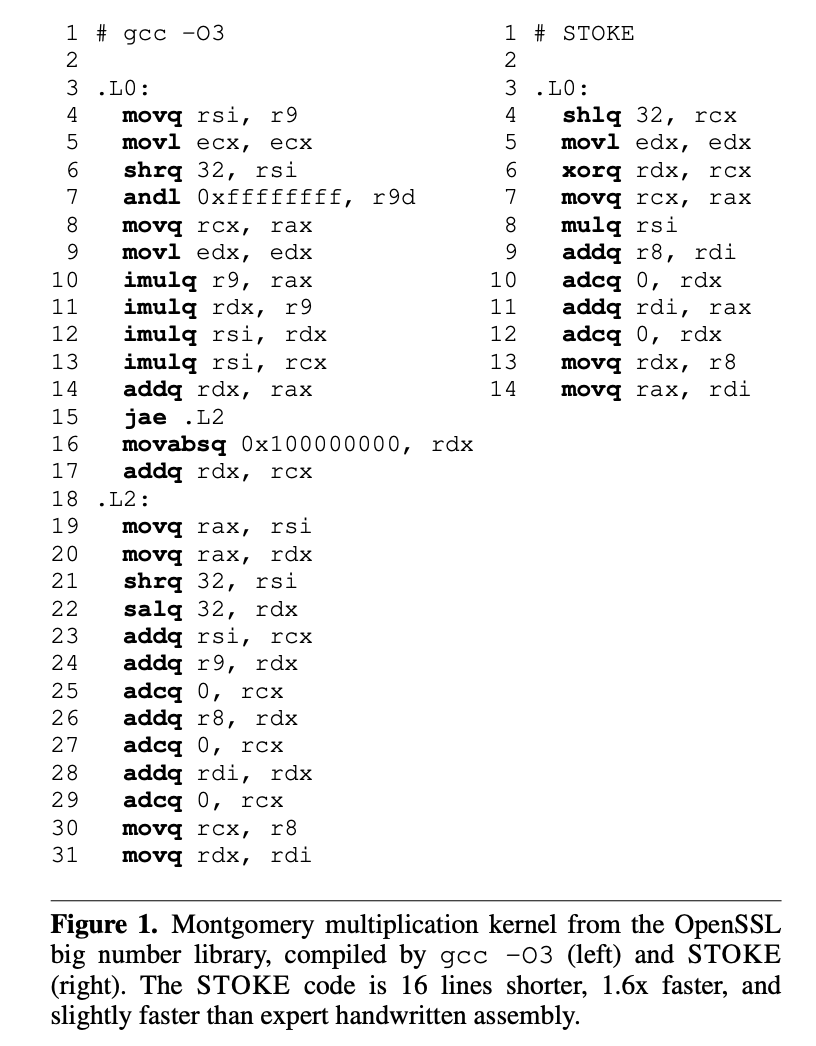 1 # gcc -O3
2
3 .L0:
4 movq rsi, r9
5 movl ecx, ecx
6 shrq 32, rsi
7 andl 0xffffffff, r9d
8 movq rcx, rax
9 movl edx, edx
10 imulq r9, rax
11 imulq rdx, r9
12 imulq rsi, rdx
13 imulq rsi, rcx
14 addq rdx, rax
15 jae .L2
16 movabsq 0x100000000, rdx
17 addq rdx, rcx
18 .L2:
19 movq rax, rsi
20 movq rax, rdx
21 shrq 32, rsi
22 salq 32, rdx
23 addq rsi, rcx
24 addq r9, rdx
25 adcq 0, rcx
26 addq r8, rdx
27 adcq 0, rcx
28 addq rdi, rdx
29 adcq 0, rcx
30 movq rcx, r8
31 movq rdx, rdi
1 # STOKE
2
3 .L0:
4 shlq 32, rcx
5 movl edx, edx
6 xorq rdx, rcx
7 movq rcx, rax
8 mulq rsi
9 addq r8, rdi
10 adcq 0, rdx
11 addq rdi, rax
12 adcq 0, rdx
13 movq rdx, r8
14 movq rax, rdi
Figure 1. Montgomery multiplication kernel from the OpenSSL
big number library, compiled by gcc -O3 (left) and STOKE
(right). The STOKE code is 16 lines shorter, 1.6x faster, and
slightly faster than expert handwritten assembly.